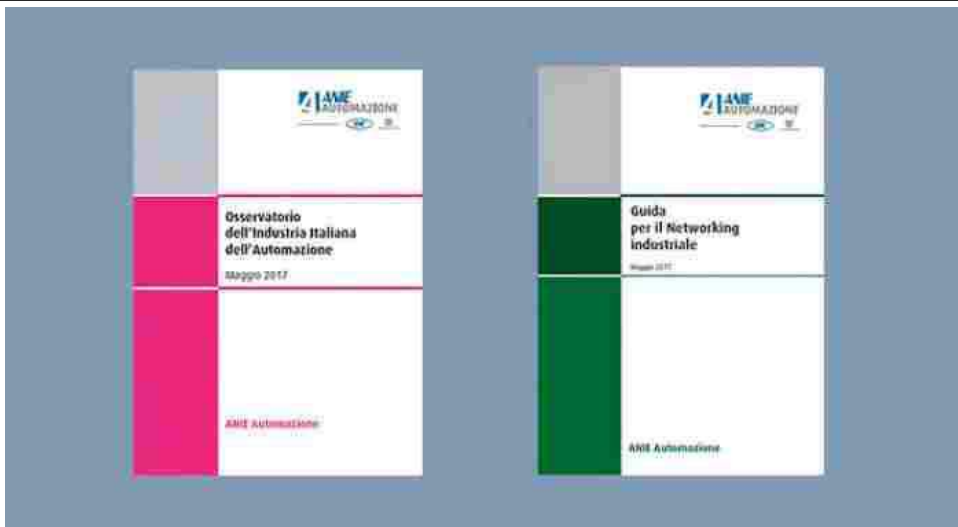 ANIE
AUTOMAZIONE
Osservatorio
dell'Industria Italiana
dell'Automazione
Maggio 2017
ANIE Automazione
ANIE
AUTOMAZIONE
Guida
per il Networking
industriale
Maggio 2017
ANIE Automazione